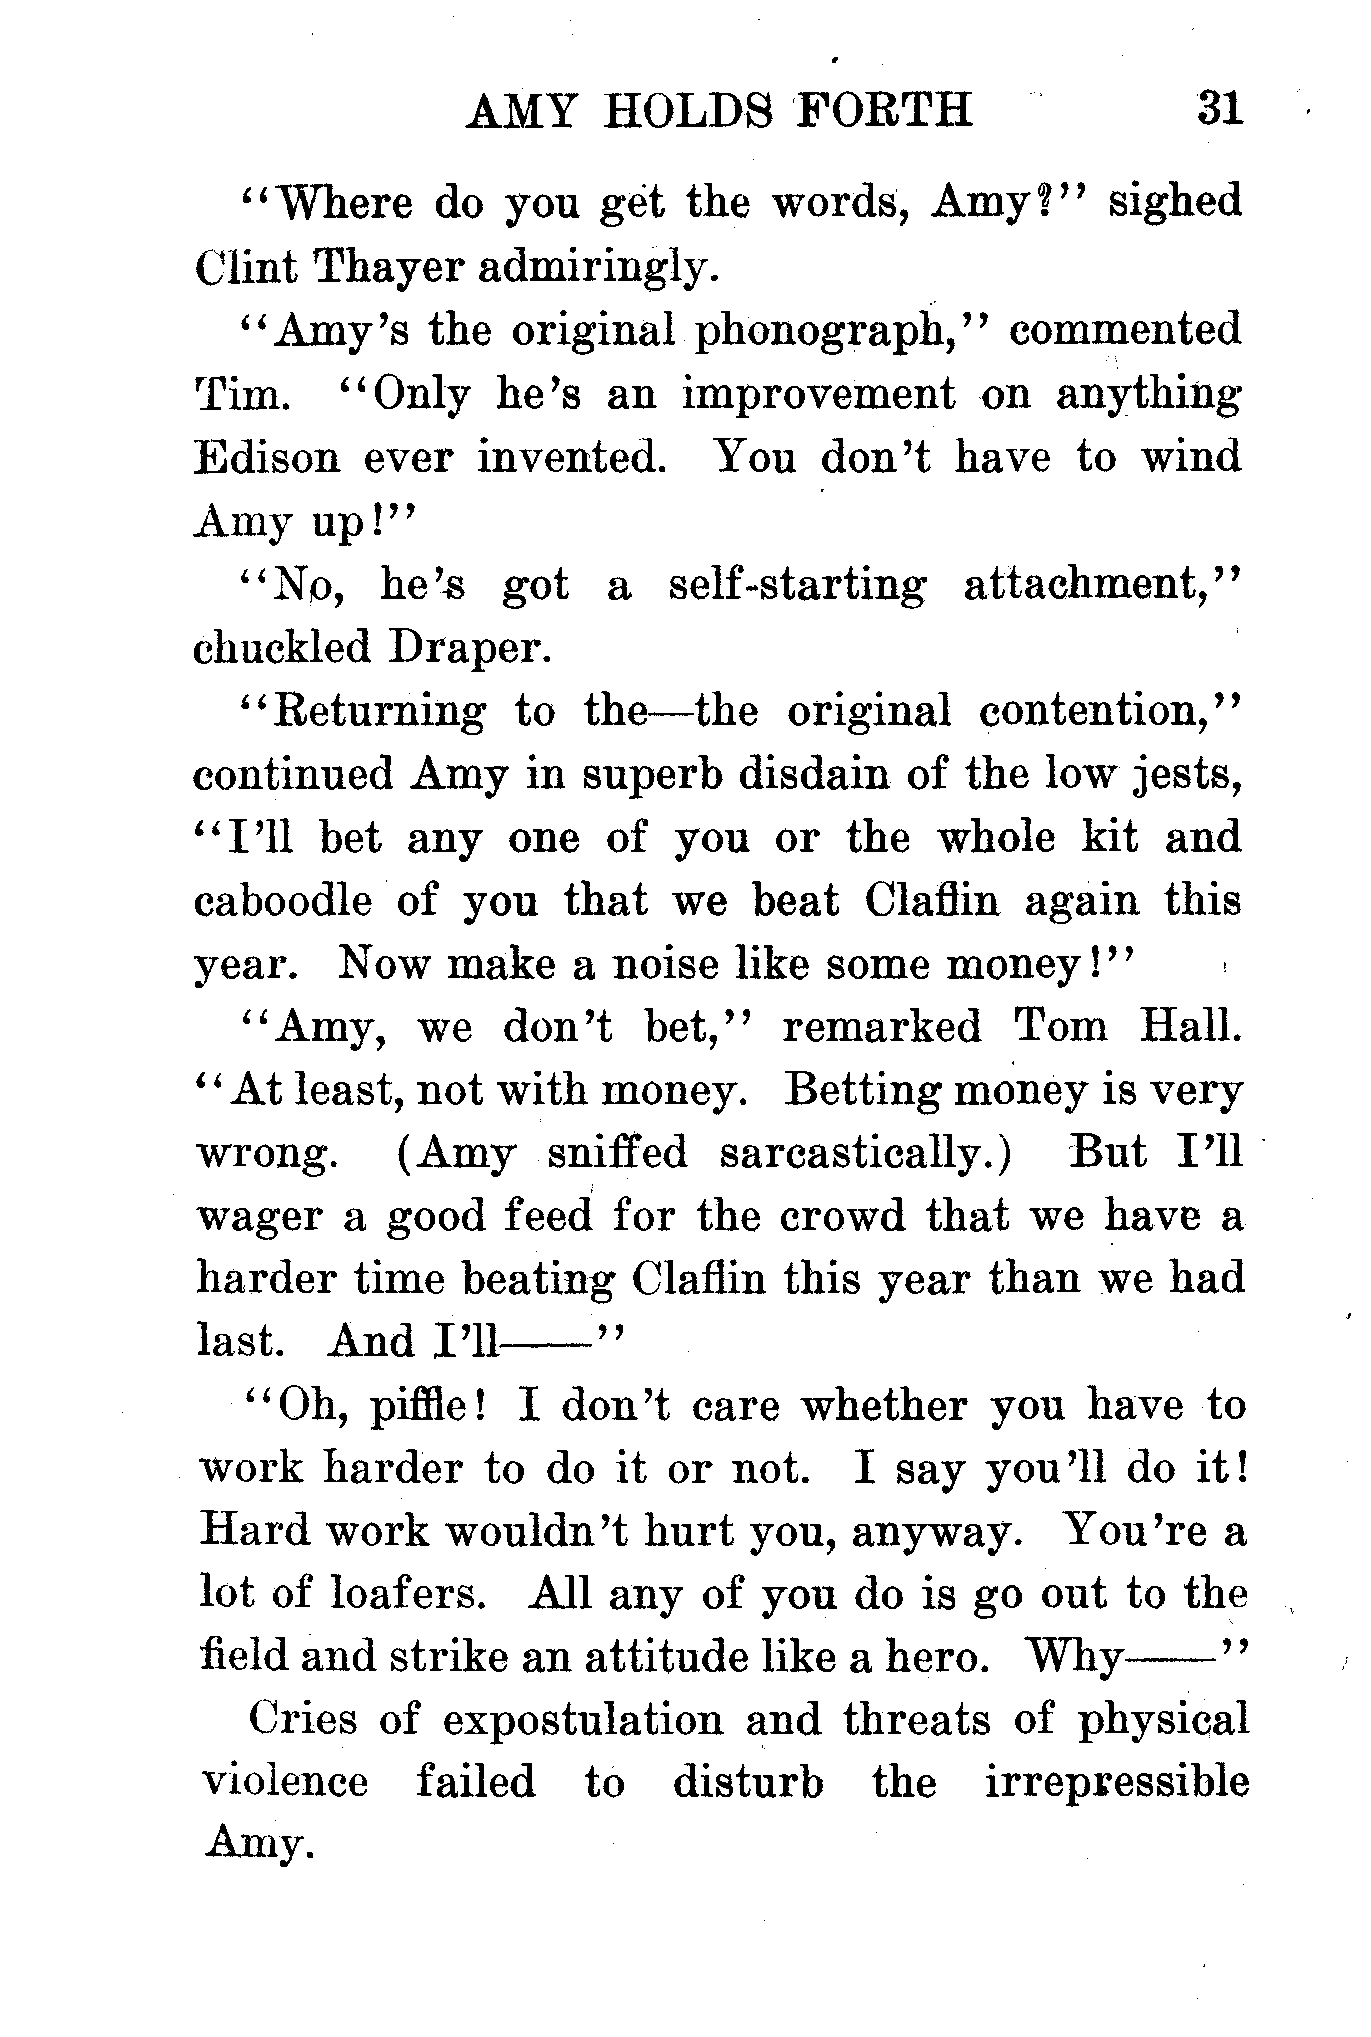 AMY HOLDS FORTH 31
"Where do you get the words, Amy?" sighed
Clint Thayer admiringly.
"Amy's the original phonograph," commented
Tim. "Only he's an improvement on anything
Edison ever invented. You don't have to wind
Amy up!"
"No, he's got a self-starting attachment,"
chuckled Draper.
"Returning to the—the original contention,"
continued Amy in superb disdain of the low jests,
"I'll bet any one of you or the whole kit and
caboodle of you that we beat Claflin again this
year. Now make a noise like some money!"
"Amy, we don't bet," remarked Tom Hall.
"At least, not with money. Betting money is very
wrong. (Amy sniffed sarcastically.) But I'll
wager a good feed for the crowd that we have a
harder time beating Claflin this year than we had
last. And I'll——"
"Oh, piffle! I don't care whether you have to
work harder to do it or not. I say you'll do it!
Hard work wouldn't hurt you, anyway. You're a
lot of loafers. All any of you do is go out to the
field and strike an attitude like a hero. Why——"
Cries of expostulation and threats of physical
violence failed to disturb the irrepressible
Amy.